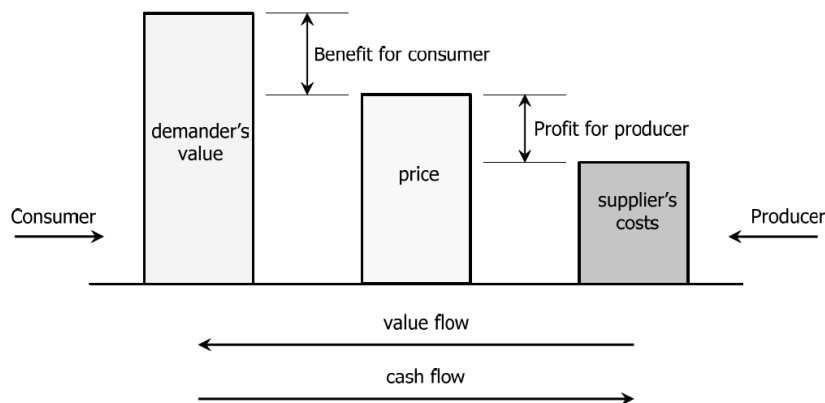 Benefit for consumer
demander's
value
Profit for producer
price
supplier's
costs
Consumer
Producer
value flow
cash flow